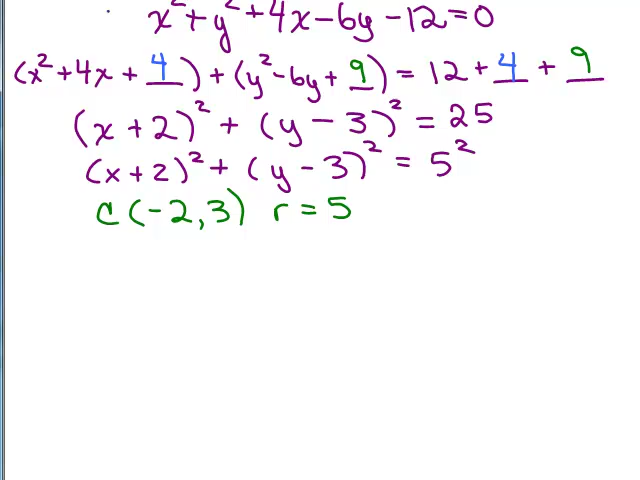 x² + y² + 4x - 6y - 12 = 0
(x² + 4x + 4) + (y² - 6y + 9) = 12 + 4 + 9
(x + 2)² + (y - 3)² = 25
(x + 2)² + (y - 3)² = 5²
C (-2, 3) r = 5